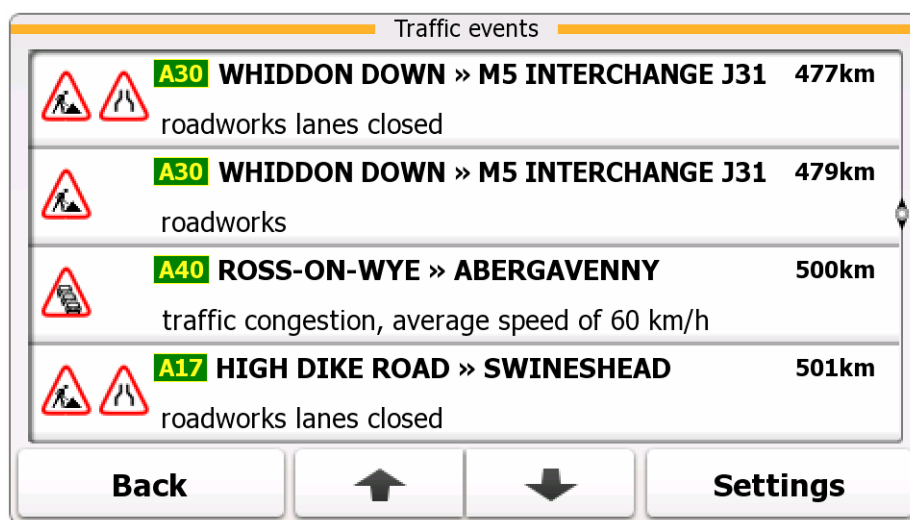 Traffic events
A30 WHIDDON DOWN » M5 INTERCHANGE J31 477km
roadworks lanes closed
A30 WHIDDON DOWN » M5 INTERCHANGE J31 479km
roadworks
A40 ROSS-ON-WYE » ABERGAVENNY 500km
traffic congestion, average speed of 60 km/h
A17 HIGH DIKE ROAD » SWINESHEAD 501km
roadworks lanes closed
Back Settings